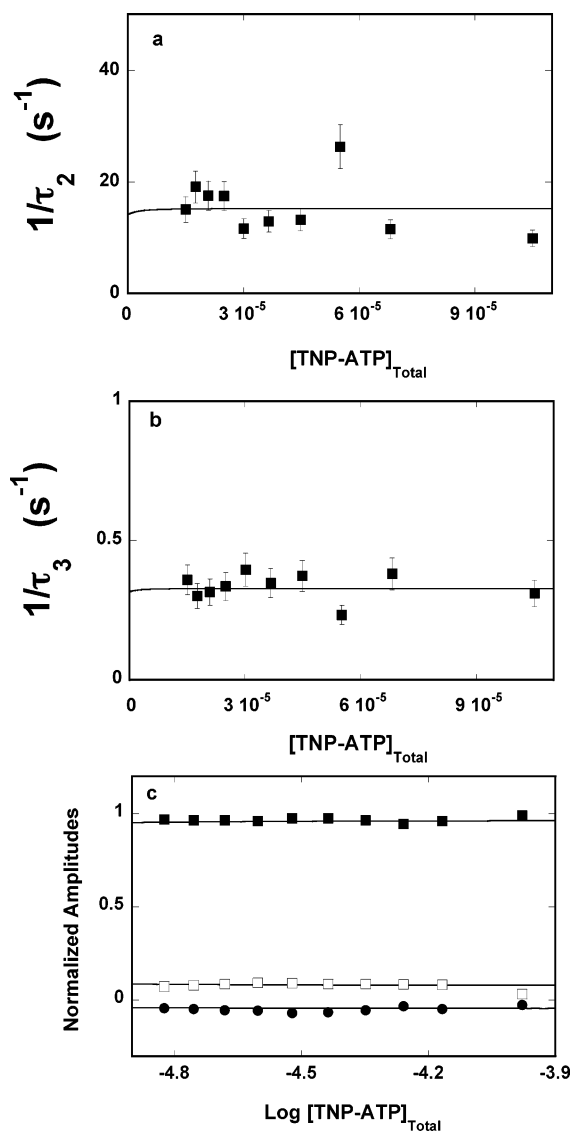 a
1/τ2 (s-1)
40
20
0
0 3 10-5 6 10-5 9 10-5
[TNP-ATP]Total
b
1/τ3 (s-1)
1
0.5
0
0 3 10-5 6 10-5 9 10-5
[TNP-ATP]Total
c
Normalized Amplitudes
1
0.5
0
-4.8 -4.5 -4.2 -3.9
Log [TNP-ATP]Total